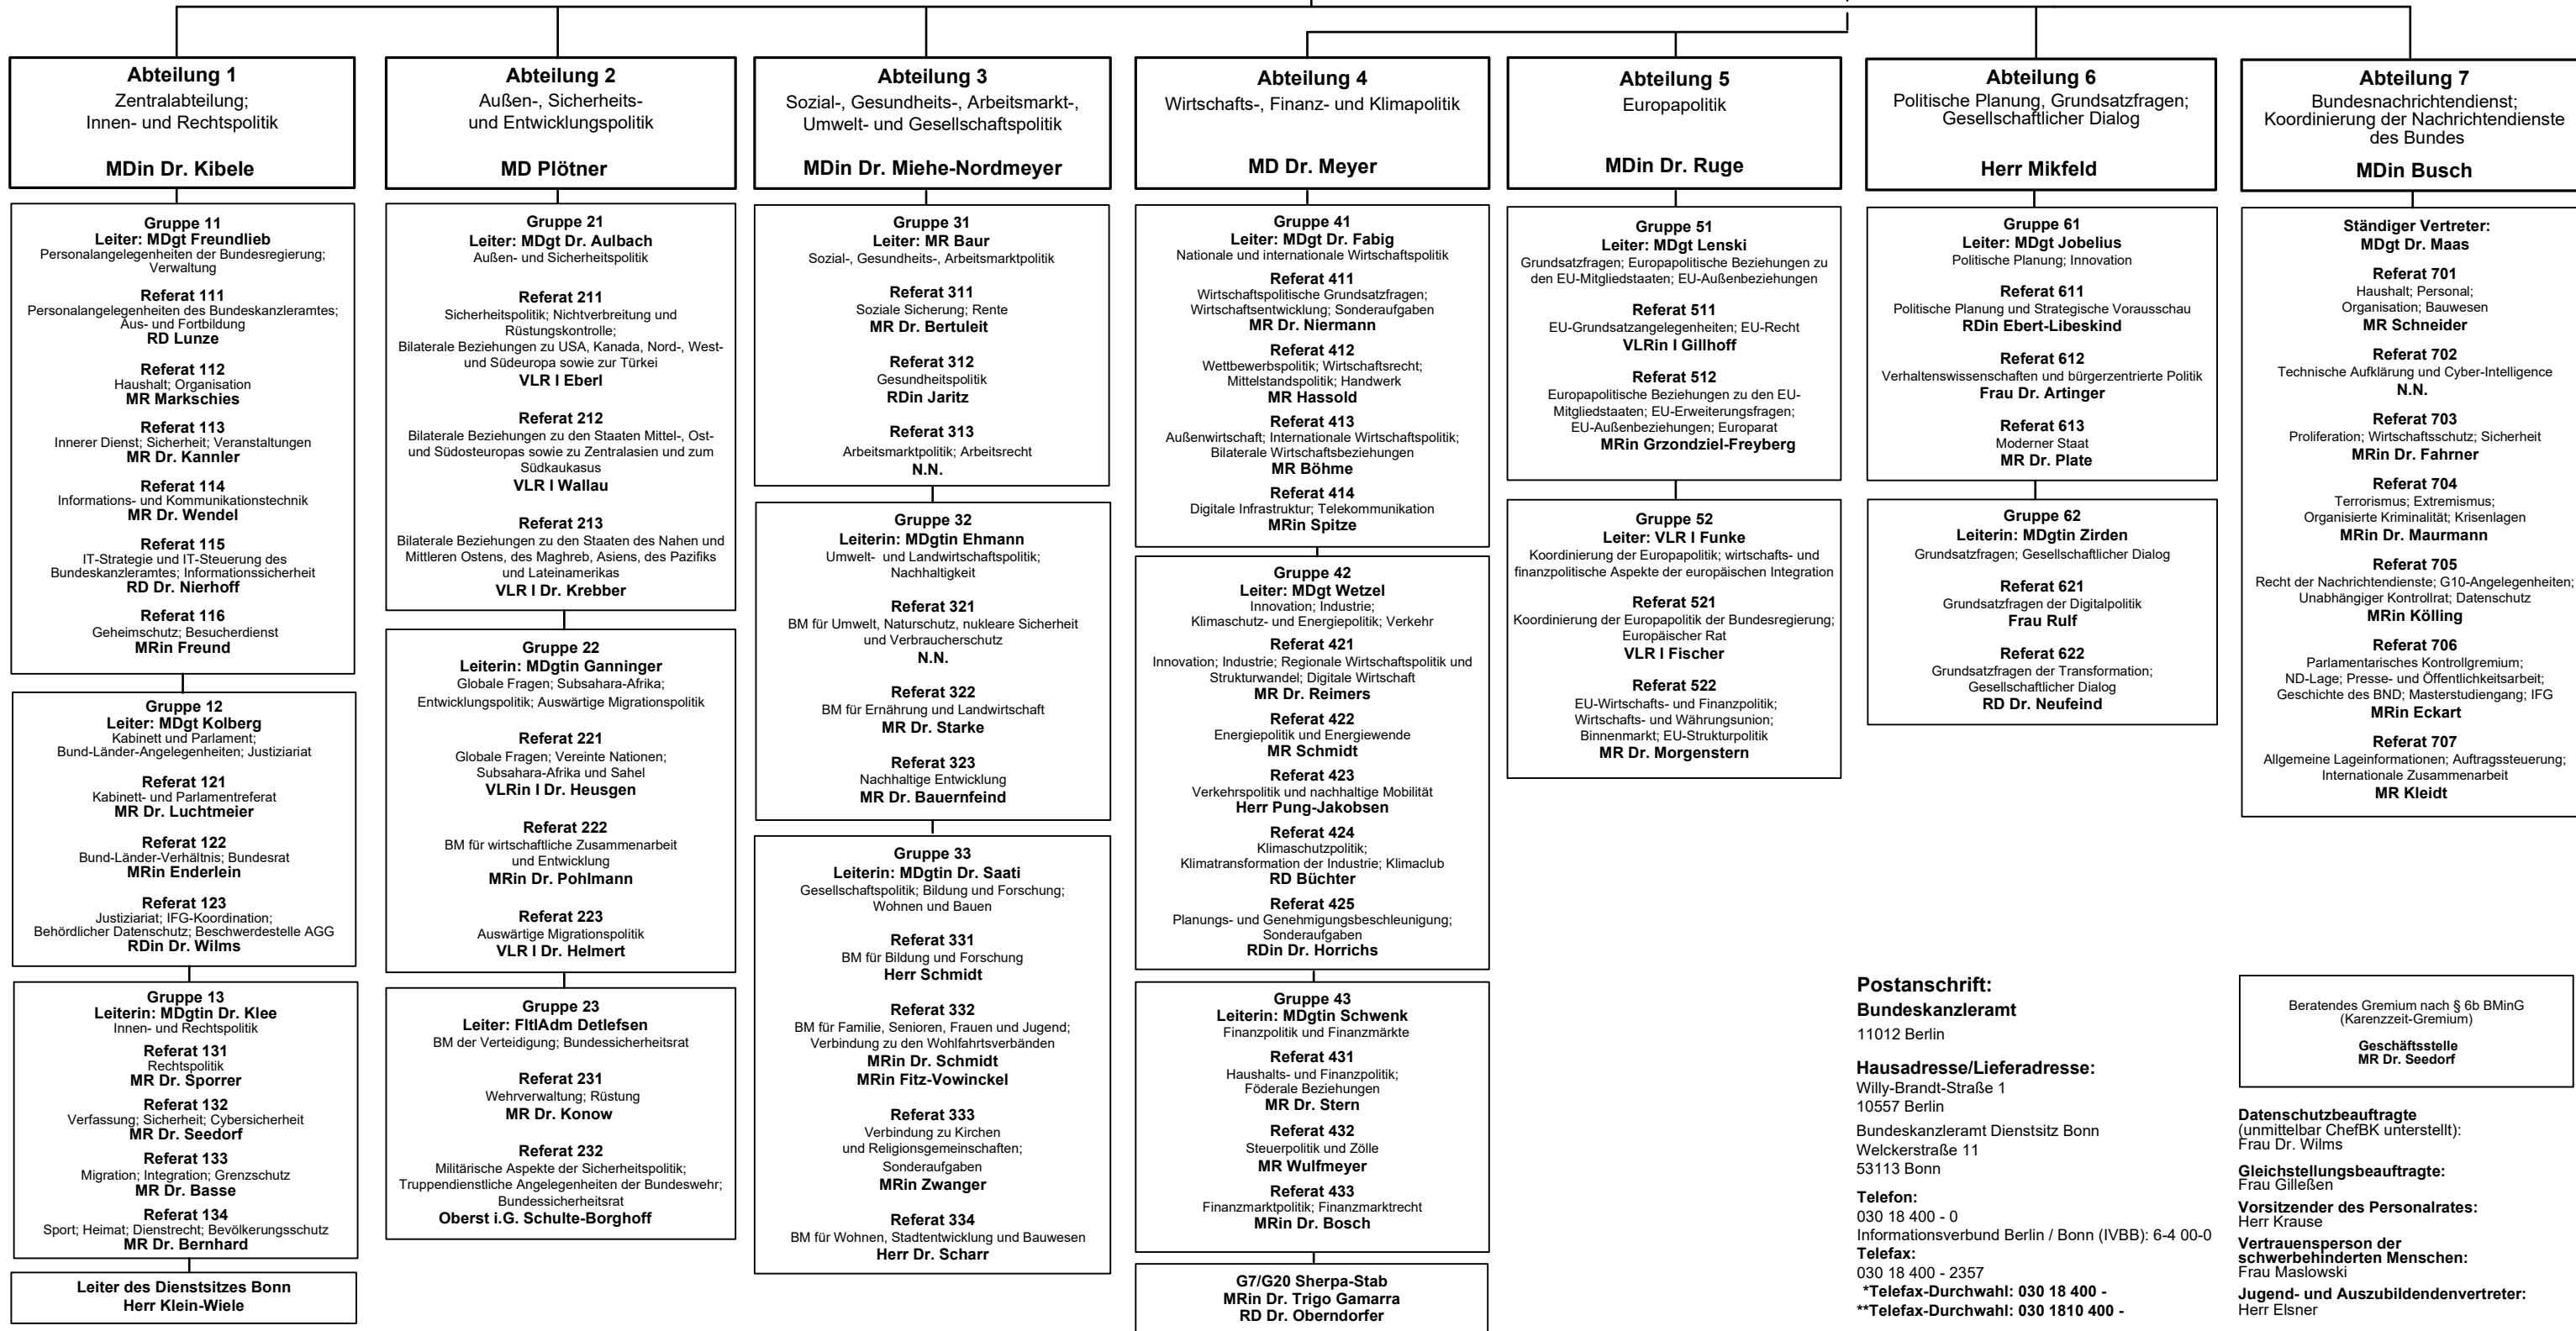 Abteilung 1
Zentralabteilung;
Innen- und Rechtspolitik
MDin Dr. Kibele
Gruppe 11
Leiter: MDgt Freundlieb
Personalangelegenheiten der Bundesregierung;
Verwaltung
Referat 111
Personalangelegenheiten des Bundeskanzleramtes;
Aus- und Fortbildung
RD Lunze
Referat 112
Haushalt; Organisation
MR Markschies
Referat 113
Innerer Dienst; Sicherheit; Veranstaltungen
MR Dr. Kannler
Referat 114
Informations- und Kommunikationstechnik
MR Dr. Wendel
Referat 115
IT-Strategie und IT-Steuerung des
Bundeskanzleramtes; Informationssicherheit
RD Dr. Nierhoff
Referat 116
Geheimschutz; Besucherdienst
MRin Freund
Gruppe 12
Leiter: MDgt Kolberg
Kabinett und Parlament;
Bund-Länder-Angelegenheiten; Justiziariat
Referat 121
Kabinett- und Parlamentreferat
MR Dr. Luchtmeier
Referat 122
Bund-Länder-Verhältnis; Bundesrat
MRin Enderlein
Referat 123
Justiziariat; IFG-Koordination;
Behördlicher Datenschutz; Beschwerdestelle AGG
RDin Dr. Wilms
Gruppe 13
Leiterin: MDgtin Dr. Klee
Innen- und Rechtspolitik
Referat 131
Rechtspolitik
MR Dr. Sporrer
Referat 132
Verfassung; Sicherheit; Cybersicherheit
MR Dr. Seedorf
Referat 133
Migration; Integration; Grenzschutz
MR Dr. Basse
Referat 134
Sport; Heimat; Dienstrecht; Bevölkerungsschutz
MR Dr. Bernhard
Leiter des Dienstsitzes Bonn
Herr Klein-Wiele
Abteilung 2
Außen-, Sicherheits-
und Entwicklungspolitik
MD Plötner
Gruppe 21
Leiter: MDgt Dr. Aulbach
Außen- und Sicherheitspolitik
Referat 211
Sicherheitspolitik; Nichtverbreitung und
Rüstungskontrolle;
Bilaterale Beziehungen zu USA, Kanada, Nord-, West-
und Südeuropa sowie zur Türkei
VLR I Eberl
Referat 212
Bilaterale Beziehungen zu den Staaten Mittel-, Ost-
und Südosteuropas sowie zu Zentralasien und zum
Südkaukasus
VLR I Wallau
Referat 213
Bilaterale Beziehungen zu den Staaten des Nahen und
Mittleren Ostens, des Maghreb, Asiens, des Pazifiks
und Lateinamerikas
VLR I Dr. Krebber
Gruppe 22
Leiterin: MDgtin Ganninger
Globale Fragen; Subsahara-Afrika;
Entwicklungspolitik; Auswärtige Migrationspolitik
Referat 221
Globale Fragen; Vereinte Nationen;
Subsahara-Afrika und Sahel
VLRin I Dr. Heusgen
Referat 222
BM für wirtschaftliche Zusammenarbeit
und Entwicklung
MRin Dr. Pohlmann
Referat 223
Auswärtige Migrationspolitik
VLR I Dr. Helmert
Gruppe 23
Leiter: FltlAdm Detlefsen
BM der Verteidigung; Bundessicherheitsrat
Referat 231
Wehrverwaltung; Rüstung
MR Dr. Konow
Referat 232
Militärische Aspekte der Sicherheitspolitik;
Truppendienstliche Angelegenheiten der Bundeswehr;
Bundessicherheitsrat
Oberst i.G. Schulte-Borghoff
Abteilung 3
Sozial-, Gesundheits-, Arbeitsmarkt-,
Umwelt- und Gesellschaftspolitik
MDin Dr. Miehe-Nordmeyer
Gruppe 31
Leiter: MR Baur
Sozial-, Gesundheits-, Arbeitsmarktpolitik
Referat 311
Soziale Sicherung; Rente
MR Dr. Bertuleit
Referat 312
Gesundheitspolitik
RDin Jaritz
Referat 313
Arbeitsmarktpolitik; Arbeitsrecht
N.N.
Gruppe 32
Leiterin: MDgtin Ehmann
Umwelt- und Landwirtschaftspolitik;
Nachhaltigkeit
Referat 321
BM für Umwelt, Naturschutz, nukleare Sicherheit
und Verbraucherschutz
N.N.
Referat 322
BM für Ernährung und Landwirtschaft
MR Dr. Starke
Referat 323
Nachhaltige Entwicklung
MR Dr. Bauernfeind
Gruppe 33
Leiterin: MDgtin Dr. Saati
Gesellschaftspolitik; Bildung und Forschung;
Wohnen und Bauen
Referat 331
BM für Bildung und Forschung
Herr Schmidt
Referat 332
BM für Familie, Senioren, Frauen und Jugend;
Verbindung zu den Wohlfahrtsverbänden
MRin Dr. Schmidt
MRin Fitz-Vowinckel
Referat 333
Verbindung zu Kirchen
und Religionsgemeinschaften;
Sonderaufgaben
MRin Zwanger
Referat 334
BM für Wohnen, Stadtentwicklung und Bauwesen
Herr Dr. Scharr
Abteilung 4
Wirtschafts-, Finanz- und Klimapolitik
MD Dr. Meyer
Gruppe 41
Leiter: MDgt Dr. Fabig
Nationale und internationale Wirtschaftspolitik
Referat 411
Wirtschaftspolitische Grundsatzfragen;
Wirtschaftsentwicklung; Sonderaufgaben
MR Dr. Niermann
Referat 412
Wettbewerbspolitik; Wirtschaftsrecht;
Mittelstandspolitik; Handwerk
MR Hassold
Referat 413
Außenwirtschaft; Internationale Wirtschaftspolitik;
Bilaterale Wirtschaftsbeziehungen
MR Böhme
Referat 414
Digitale Infrastruktur; Telekommunikation
MRin Spitze
Gruppe 42
Leiter: MDgt Wetzel
Innovation; Industrie;
Klimaschutz- und Energiepolitik; Verkehr
Referat 421
Innovation; Industrie; Regionale Wirtschaftspolitik und
Strukturwandel; Digitale Wirtschaft
MR Dr. Reimers
Referat 422
Energiepolitik und Energiewende
MR Schmidt
Referat 423
Verkehrspolitik und nachhaltige Mobilität
Herr Pung-Jakobsen
Referat 424
Klimaschutzpolitik;
Klimatransformation der Industrie; Klimaclub
RD Büchter
Referat 425
Planungs- und Genehmigungsbeschleunigung;
Sonderaufgaben
RDin Dr. Horrichs
Gruppe 43
Leiterin: MDgtin Schwenk
Finanzpolitik und Finanzmärkte
Referat 431
Haushalts- und Finanzpolitik;
Föderale Beziehungen
MR Dr. Stern
Referat 432
Steuerpolitik und Zölle
MR Wulfmeyer
Referat 433
Finanzmarktpolitik; Finanzmarktrecht
MRin Dr. Bosch
G7/G20 Sherpa-Stab
MRin Dr. Trigo Gamarra
RD Dr. Oberndorfer
Abteilung 5
Europapolitik
MDin Dr. Ruge
Gruppe 51
Leiter: MDgt Lenski
Grundsatzfragen; Europapolitische Beziehungen zu
den EU-Mitgliedstaaten; EU-Außenbeziehungen
Referat 511
EU-Grundsatzangelegenheiten; EU-Recht
VLRin I Gillhoff
Referat 512
Europapolitische Beziehungen zu den EU-
Mitgliedstaaten; EU-Erweiterungsfragen;
EU-Außenbeziehungen; Europarat
MRin Grzondziel-Freyberg
Gruppe 52
Leiter: VLR I Funke
Koordinierung der Europapolitik; wirtschafts- und
finanzpolitische Aspekte der europäischen Integration
Referat 521
Koordinierung der Europapolitik der Bundesregierung;
Europäischer Rat
VLR I Fischer
Referat 522
EU-Wirtschafts- und Finanzpolitik;
Wirtschafts- und Währungsunion;
Binnenmarkt; EU-Strukturpolitik
MR Dr. Morgenstern
Abteilung 6
Politische Planung, Grundsatzfragen;
Gesellschaftlicher Dialog
Herr Mikfeld
Gruppe 61
Leiter: MDgt Jobelius
Politische Planung; Innovation
Referat 611
Politische Planung und Strategische Vorausschau
RDin Ebert-Libeskind
Referat 612
Verhaltenswissenschaften und bürgerzentrierte Politik
Frau Dr. Artinger
Referat 613
Moderner Staat
MR Dr. Plate
Gruppe 62
Leiterin: MDgtin Zirden
Grundsatzfragen; Gesellschaftlicher Dialog
Referat 621
Grundsatzfragen der Digitalpolitik
Frau Rulf
Referat 622
Grundsatzfragen der Transformation;
Gesellschaftlicher Dialog
RD Dr. Neufeind
Abteilung 7
Bundesnachrichtendienst;
Koordinierung der Nachrichtendienste
des Bundes
MDin Busch
Ständiger Vertreter:
MDgt Dr. Maas
Referat 701
Haushalt; Personal;
Organisation; Bauwesen
MR Schneider
Referat 702
Technische Aufklärung und Cyber-Intelligence
N.N.
Referat 703
Proliferation; Wirtschaftsschutz; Sicherheit
MRin Dr. Fahrner
Referat 704
Terrorismus; Extremismus;
Organisierte Kriminalität; Krisenlagen
MRin Dr. Maurmann
Referat 705
Recht der Nachrichtendienste; G10-Angelegenheiten;
Unabhängiger Kontrollrat; Datenschutz
MRin Kölling
Referat 706
Parlamentarisches Kontrollgremium;
ND-Lage; Presse- und Öffentlichkeitsarbeit;
Geschichte des BND; Masterstudiengang; IFG
MRin Eckart
Referat 707
Allgemeine Lageinformationen; Auftragssteuerung;
Internationale Zusammenarbeit
MR Kleidt
Postanschrift:
Bundeskanzleramt
11012 Berlin
Hausadresse/Lieferadresse:
Willy-Brandt-Straße 1
10557 Berlin
Bundeskanzleramt Dienstsitz Bonn
Welckerstraße 11
53113 Bonn
Telefon:
030 18 400 - 0
Informationsverbund Berlin / Bonn (IVBB): 6-4 00-0
Telefax:
030 18 400 - 2357
*Telefax-Durchwahl: 030 18 400 -
**Telefax-Durchwahl: 030 1810 400 -
Beratendes Gremium nach § 6b BMinG
(Karenzzeit-Gremium)
Geschäftsstelle
MR Dr. Seedorf
Datenschutzbeauftragte
(unmittelbar ChefBK unterstellt):
Frau Dr. Wilms
Gleichstellungsbeauftragte:
Frau Gilleßen
Vorsitzender des Personalrates:
Herr Krause
Vertrauensperson der
schwerbehinderten Menschen:
Frau Maslowski
Jugend- und Auszubildendenvertreter:
Herr Elsner